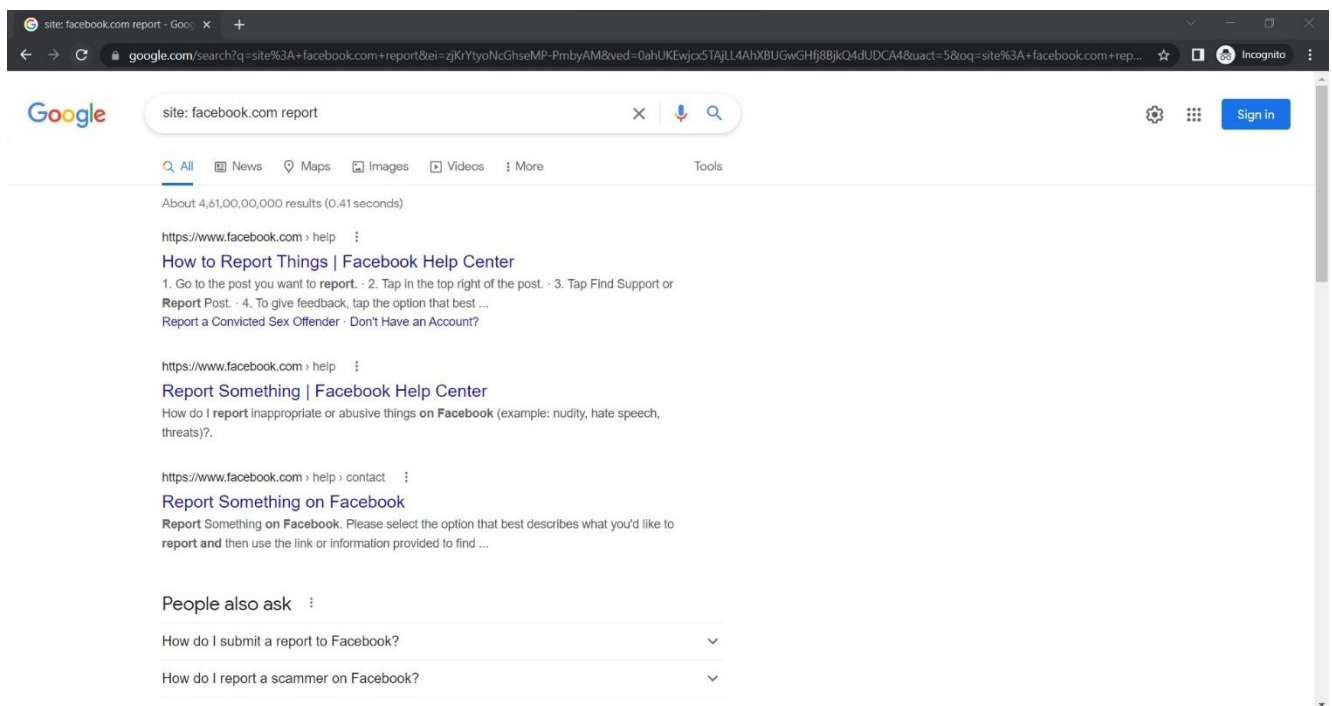 site: facebook.com report - Goog
google.com/search?q=site%3A+facebook.com+report&ei=zjKrYtyoNcGhseMP-PmbyAM&ved=0ahUKEwjcx5TAjLL4AhXBUGwGHfj8BjkQ4dUDCA4&uact=5&oq=site%3A+facebook.com+rep...
Incognito
Google
site: facebook.com report
Sign in
All News Maps Images Videos More Tools
About 4,61,00,00,000 results (0.41 seconds)
https://www.facebook.com › help
How to Report Things | Facebook Help Center
1. Go to the post you want to report. · 2. Tap in the top right of the post. · 3. Tap Find Support or
Report Post. · 4. To give feedback, tap the option that best ...
Report a Convicted Sex Offender · Don't Have an Account?
https://www.facebook.com › help
Report Something | Facebook Help Center
How do I report inappropriate or abusive things on Facebook (example: nudity, hate speech,
threats)?.
https://www.facebook.com › help › contact
Report Something on Facebook
Report Something on Facebook. Please select the option that best describes what you'd like to
report and then use the link or information provided to find ...
People also ask
How do I submit a report to Facebook?
How do I report a scammer on Facebook?